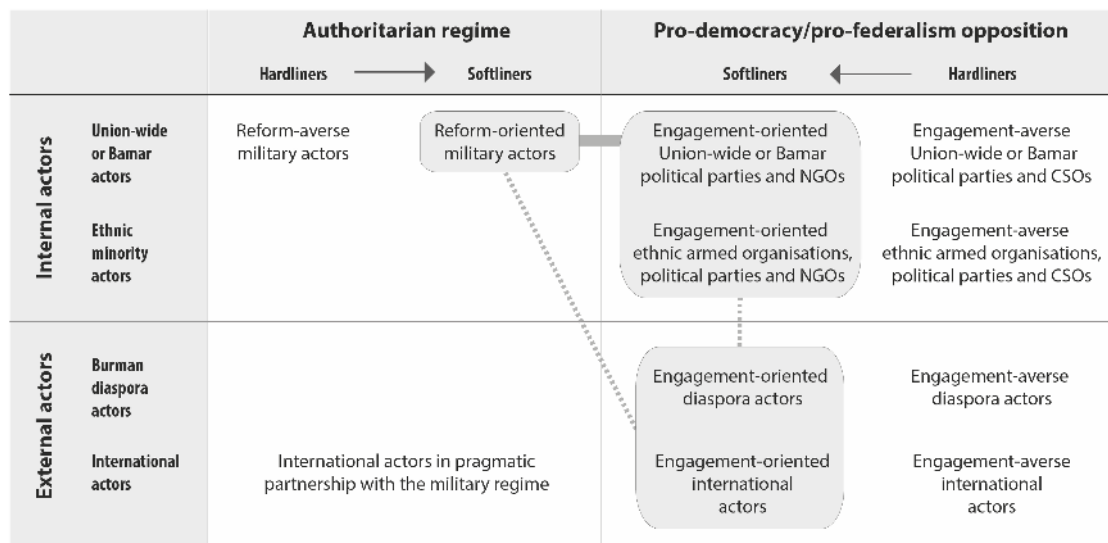 Authoritarian regime
Pro-democracy/pro-federalism opposition
Hardliners
Softliners
Softliners
Hardliners
Internal actors
Union-wide
or Bamar
actors
Reform-averse
military actors
Reform-oriented
military actors
Engagement-oriented
Union-wide or Bamar
political parties and NGOs
Engagement-averse
Union-wide or Bamar
political parties and CSOs
Ethnic
minority
actors
Engagement-oriented
ethnic armed organisations,
political parties and NGOs
Engagement-averse
ethnic armed organisations,
political parties and CSOs
External actors
Burman
diaspora
actors
Engagement-oriented
diaspora actors
Engagement-averse
diaspora actors
International
actors
International actors in pragmatic
partnership with the military regime
Engagement-oriented
international
actors
Engagement-averse
international
actors